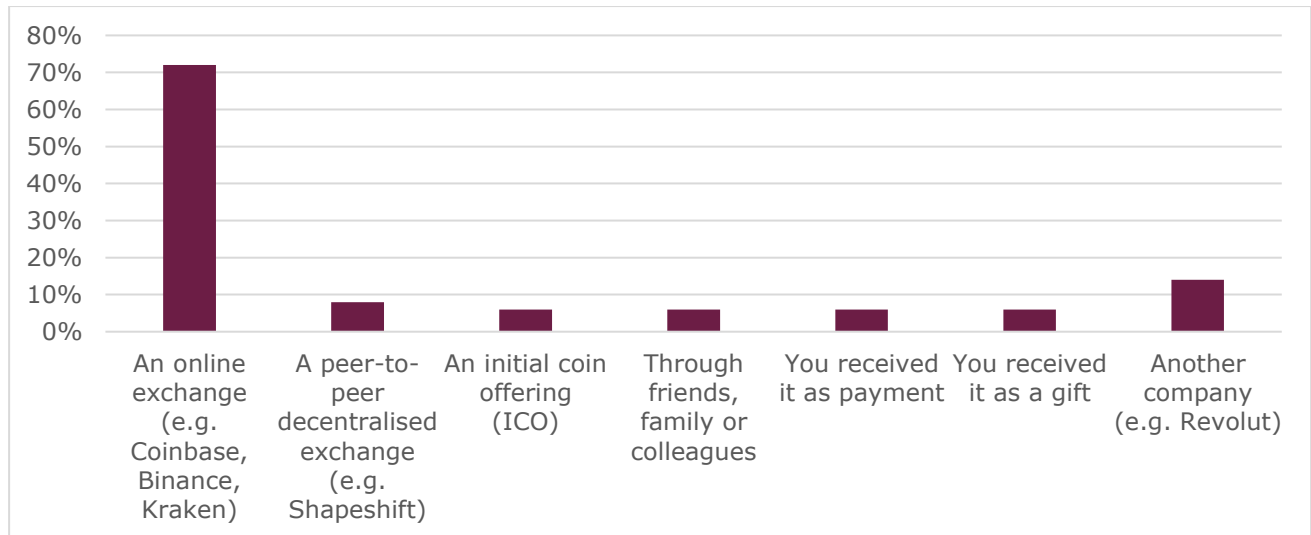 80%
70%
60%
50%
40%
30%
20%
10%
0%
An online
exchange
(e.g.
Coinbase,
Binance,
Kraken)
A peer-to-
peer
decentralised
exchange
(e.g.
Shapeshift)
An initial coin
offering
(ICO)
Through
friends,
family or
colleagues
You received
it as payment
You received
it as a gift
Another
company
(e.g. Revolut)